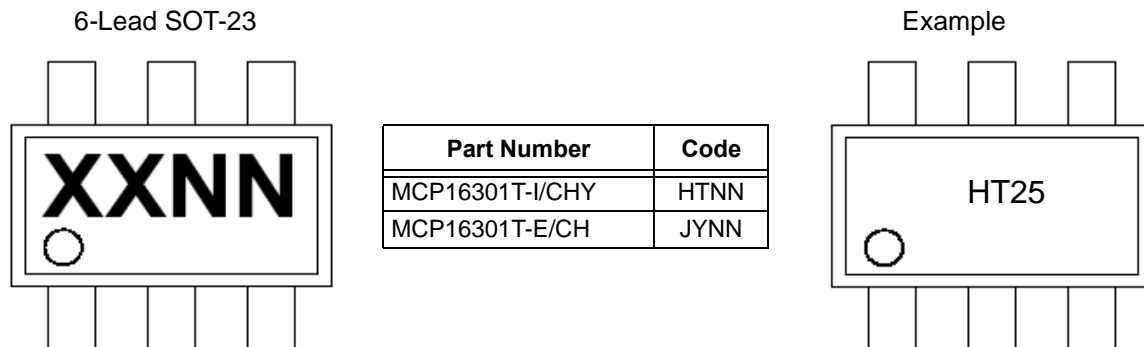 6-Lead SOT-23
Example
XXNN
Part Number Code
MCP16301T-I/CHY HTNN
MCP16301T-E/CH JYNN
HT25